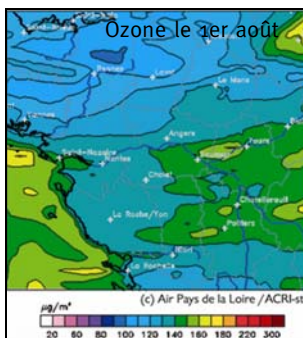 Ozone le 1er août
Rennes
Laval
Le Mans
Vannes
Angers
Saint-Nazaire
Nantes
Tours
Cholet
Chatellerault
La Roche/Yon
Poitiers
Niort
La Rochelle
(c) Air Pays de la Loire /ACRI-st
µg/m³
20 60 80 100 120 140 160 180 220 300